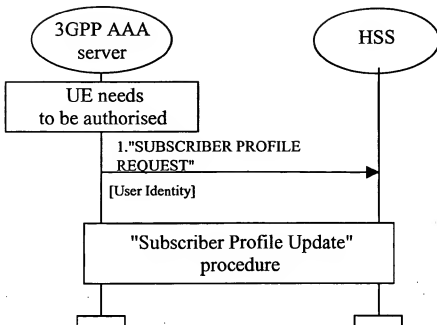 3GPP AAA
server
HSS
UE needs
to be authorised
1."SUBSCRIBER PROFILE
REQUEST"
[User Identity]
"Subscriber Profile Update"
procedure